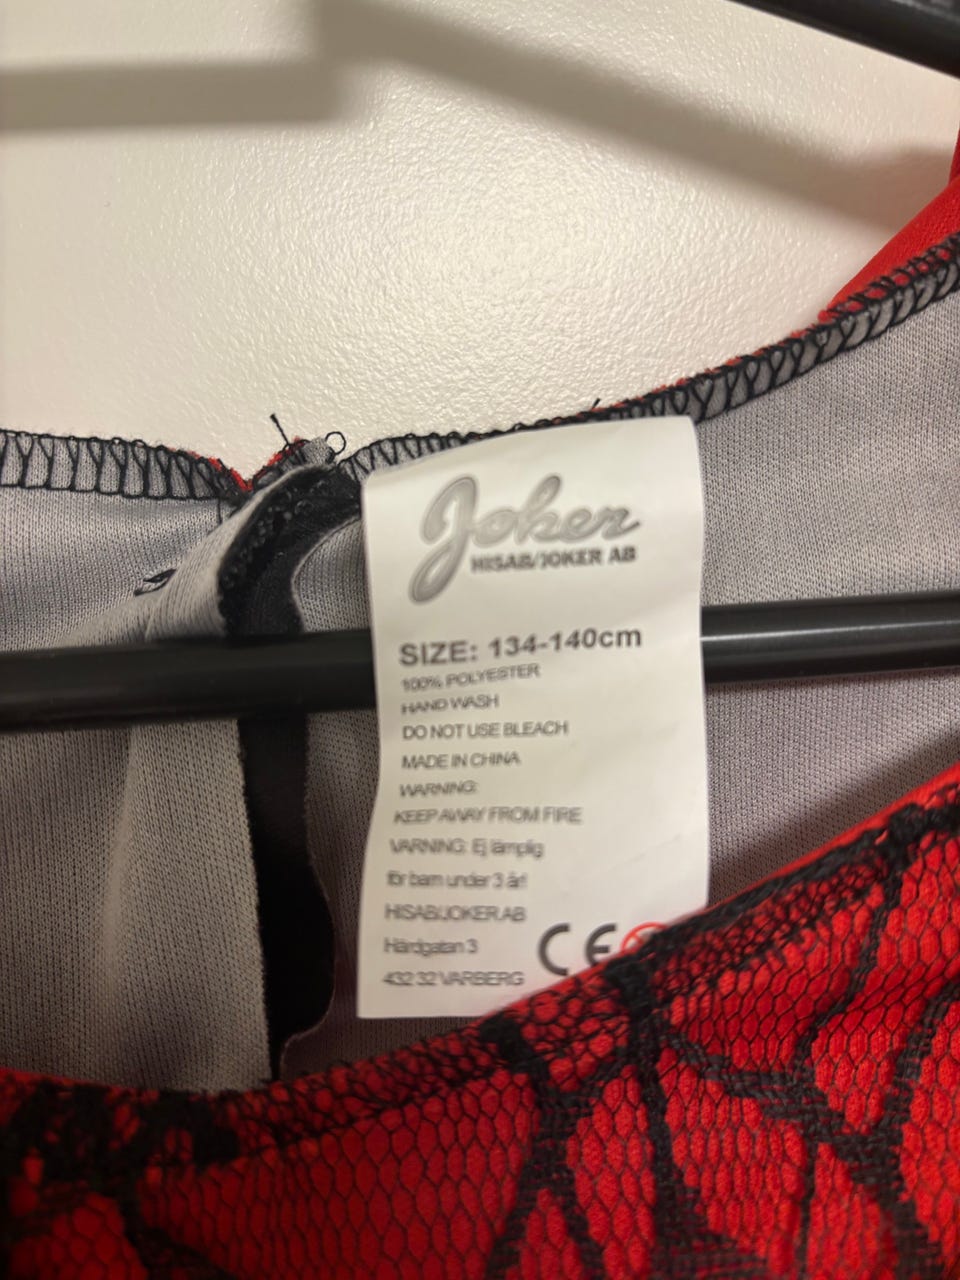 Joker
HISAB/JOKER AB
SIZE: 134-140cm
100% POLYESTER
HAND WASH
DO NOT USE BLEACH
MADE IN CHINA
WARNING:
KEEP AWAY FROM FIRE
VARNING: Ej lämplig
för barn under 3 år!
HISAB/JOKER AB
Härdgatan 3
432 32 VARBERG
CE